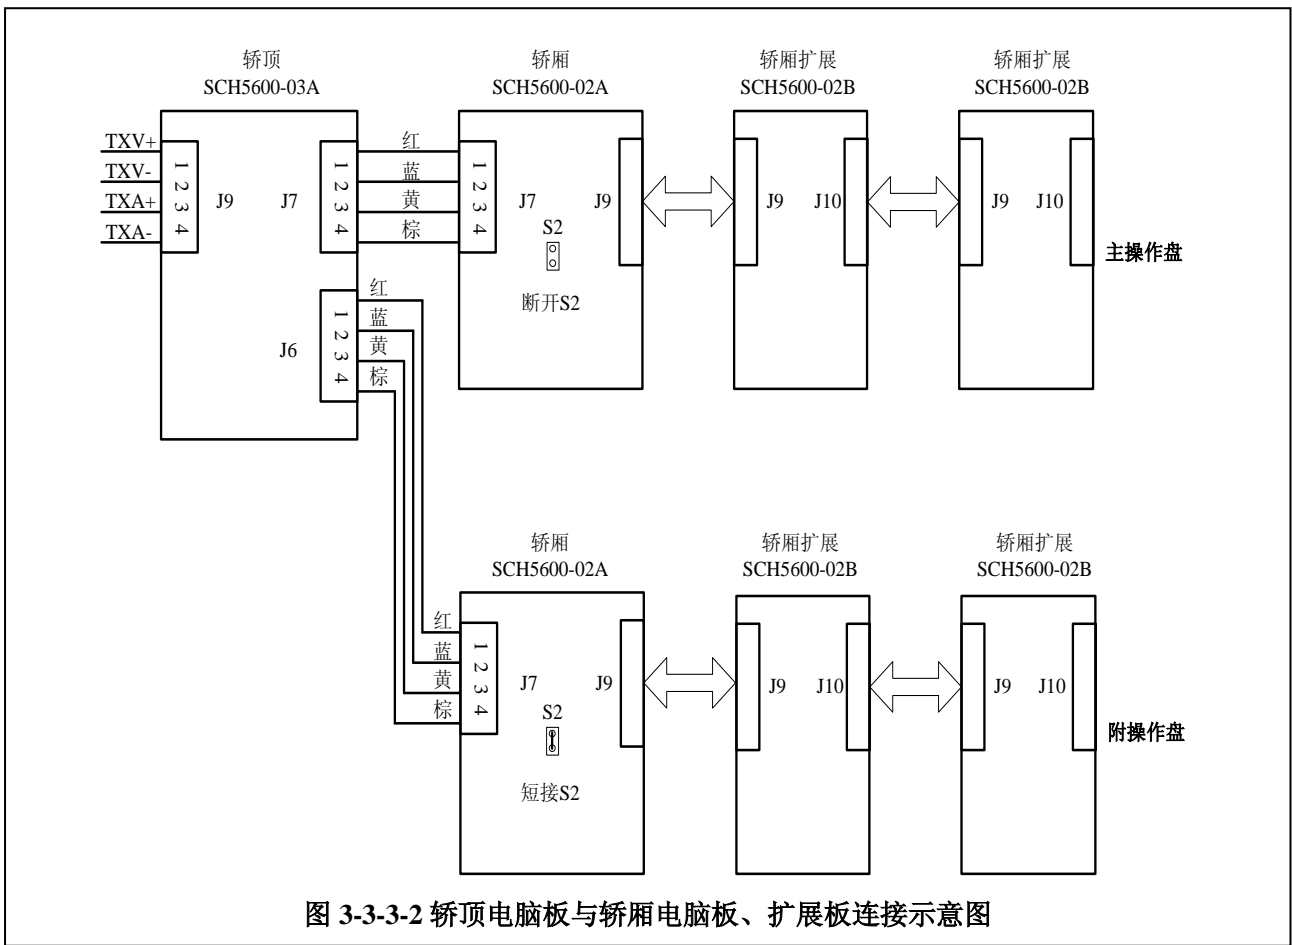 轿顶
SCH5600-03A
轿厢
SCH5600-02A
轿厢扩展
SCH5600-02B
轿厢扩展
SCH5600-02B
TXV+
TXV-
TXA+
TXA-
1 2 3 4
J9
J7
1 2 3 4
红
蓝
黄
棕
1 2 3 4
J7
J9
S2
断开S2
J9
J10
J9
J10
主操作盘
J6
1 2 3 4
红
蓝
黄
棕
轿厢
SCH5600-02A
轿厢扩展
SCH5600-02B
轿厢扩展
SCH5600-02B
红
蓝
黄
棕
1 2 3 4
J7
J9
S2
短接S2
J9
J10
J9
J10
附操作盘
图 3-3-3-2 轿顶电脑板与轿厢电脑板、扩展板连接示意图